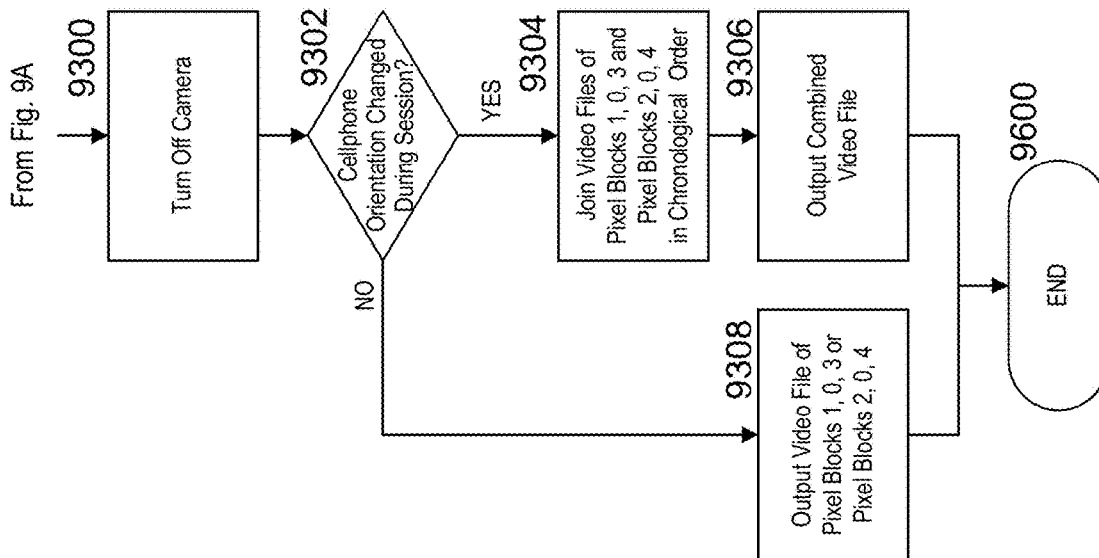 From Fig. 9A
9300
Turn Off Camera
9302
Cellphone
Orientation Changed
During Session?
YES
NO
9304
Join Video Files of
Pixel Blocks 1, 0, 3 and
Pixel Blocks 2, 0, 4
in Chronological Order
9306
Output Combined
Video File
9308
Output Video File of
Pixel Blocks 1, 0, 3 or
Pixel Blocks 2, 0, 4
9600
END